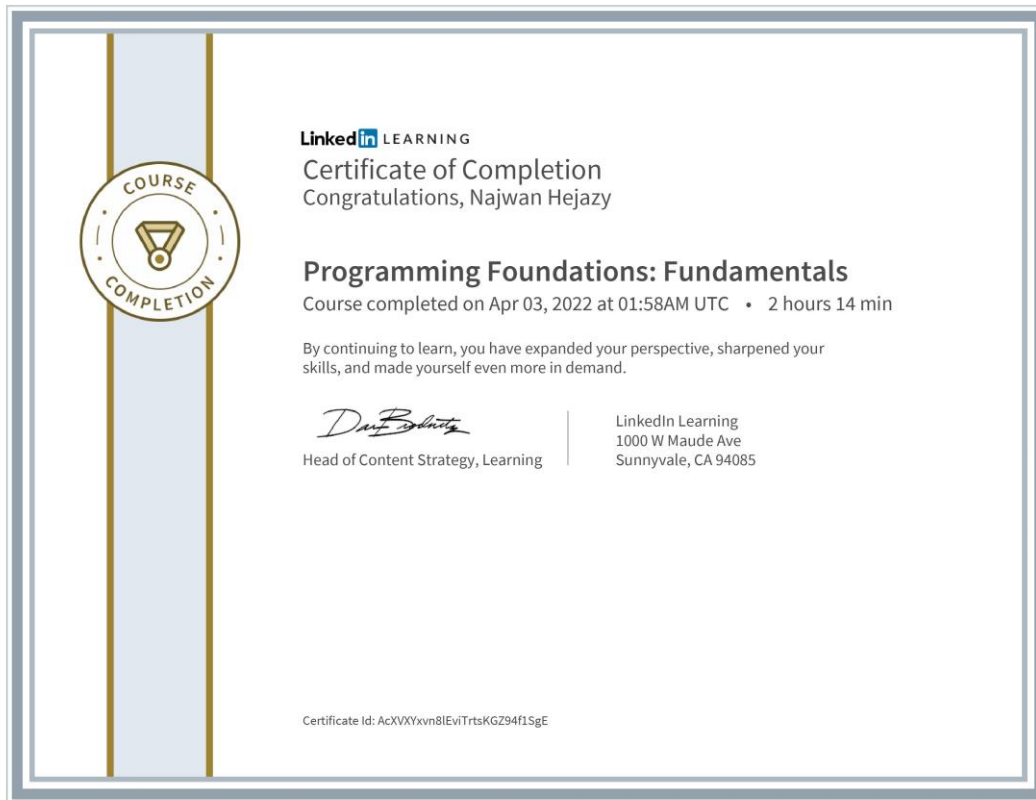 COURSE
COMPLETION
Linked in LEARNING
Certificate of Completion
Congratulations, Najwan Hejazy
Programming Foundations: Fundamentals
Course completed on Apr 03, 2022 at 01:58AM UTC • 2 hours 14 min
By continuing to learn, you have expanded your perspective, sharpened your
skills, and made yourself even more in demand.
Head of Content Strategy, Learning
LinkedIn Learning
1000 W Maude Ave
Sunnyvale, CA 94085
Certificate Id: AcXVXYxvn8lEviTrtsKGZ94f1SgE